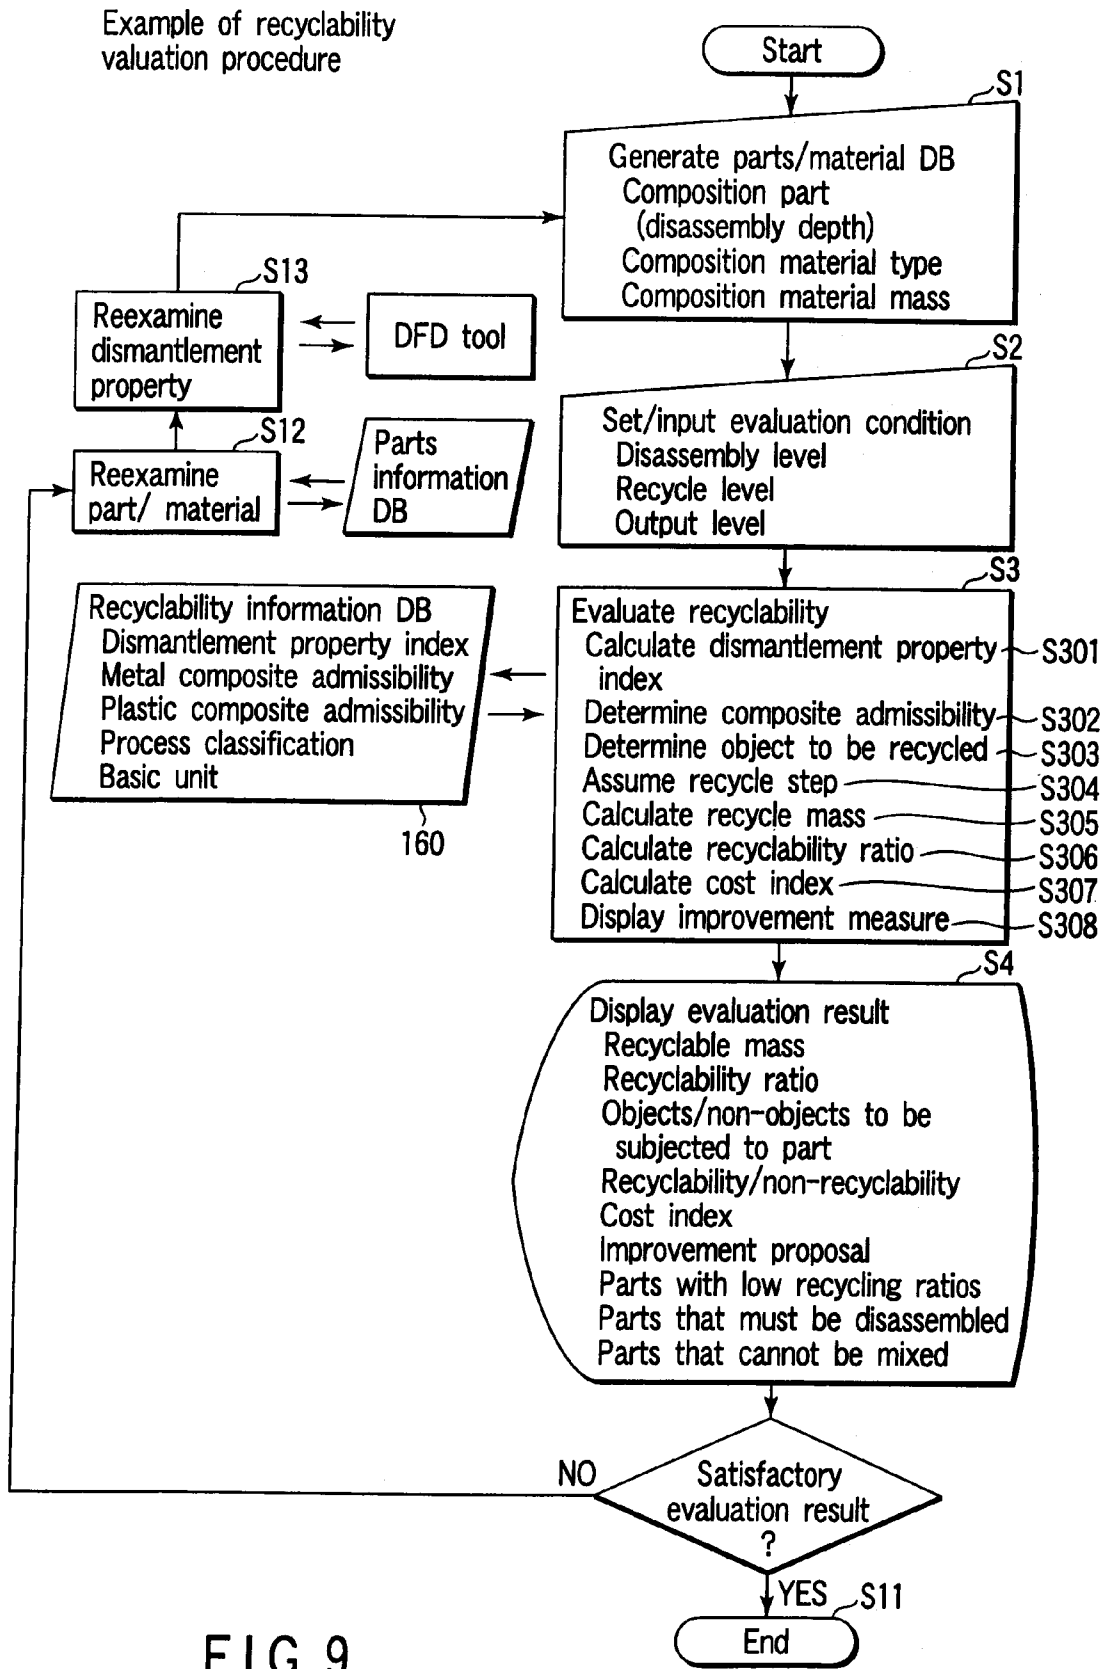 Example of recyclability
valuation procedure
Start
S1
Generate parts/material DB
Composition part
(disassembly depth)
Composition material type
Composition material mass
S13
Reexamine
dismantlement
property
DFD tool
S2
Set/input evaluation condition
Disassembly level
Recycle level
Output level
S12
Reexamine
part/ material
Parts
information
DB
S3
Evaluate recyclability
Calculate dismantlement property
index
S301
Determine composite admissibility
S302
Determine object to be recycled
S303
Assume recycle step
S304
Calculate recycle mass
S305
Calculate recyclability ratio
S306
Calculate cost index
S307
Display improvement measure
S308
Recyclability information DB
Dismantlement property index
Metal composite admissibility
Plastic composite admissibility
Process classification
Basic unit
160
S4
Display evaluation result
Recyclable mass
Recyclability ratio
Objects/non-objects to be
subjected to part
Recyclability/non-recyclability
Cost index
Improvement proposal
Parts with low recycling ratios
Parts that must be disassembled
Parts that cannot be mixed
NO
Satisfactory
evaluation result
?
YES
S11
End
FIG. 9